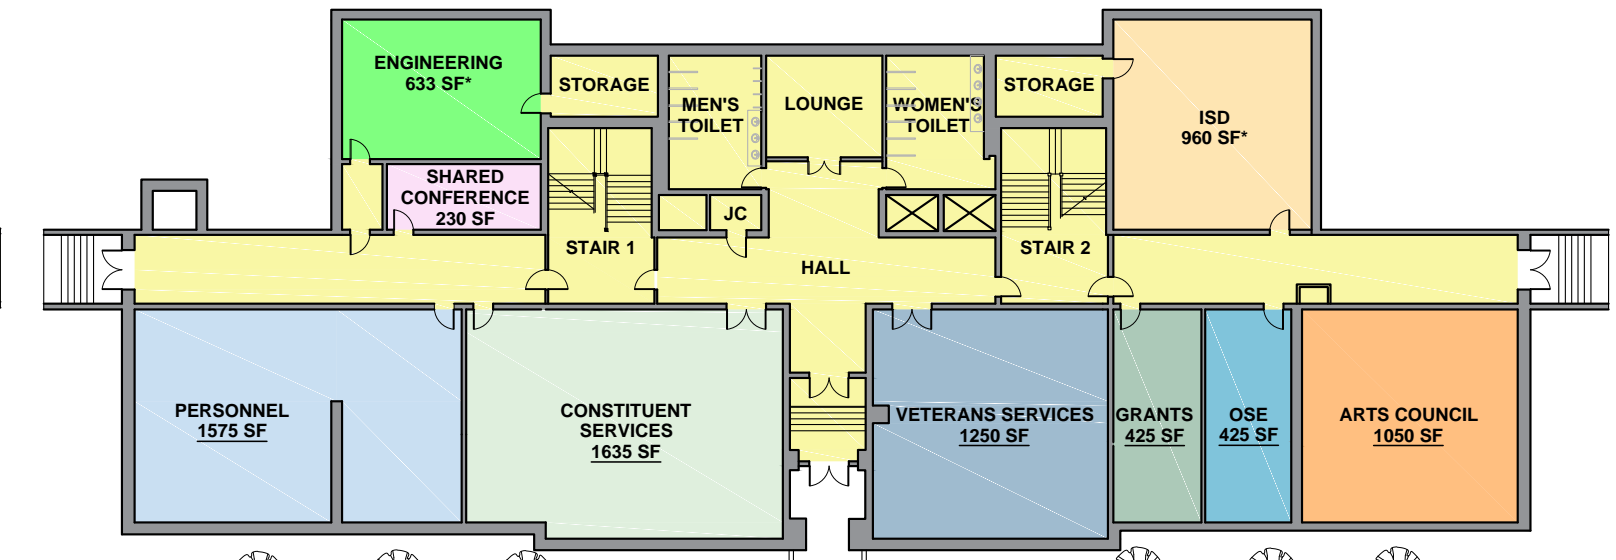 ENGINEERING
633 SF*
STORAGE
MEN'S
TOILET
LOUNGE
WOMEN'S
TOILET
STORAGE
ISD
960 SF*
SHARED
CONFERENCE
230 SF
JC
STAIR 1
HALL
STAIR 2
PERSONNEL
1575 SF
CONSTITUENT
SERVICES
1635 SF
VETERANS SERVICES
1250 SF
GRANTS
425 SF
OSE
425 SF
ARTS COUNCIL
1050 SF